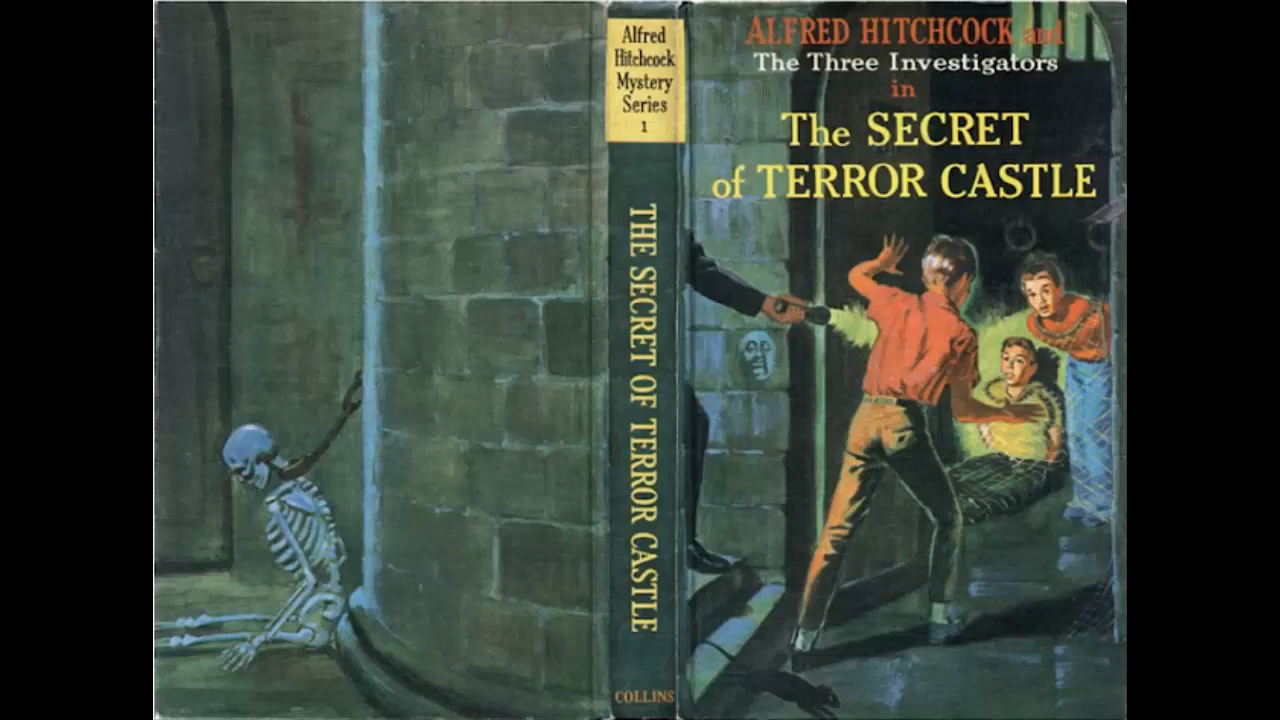 Alfred
Hitchcock
Mystery
Series
1
THE SECRET OF TERROR CASTLE
COLLINS
ALFRED HITCHCOCK and
The Three Investigators
in
The SECRET
of TERROR CASTLE